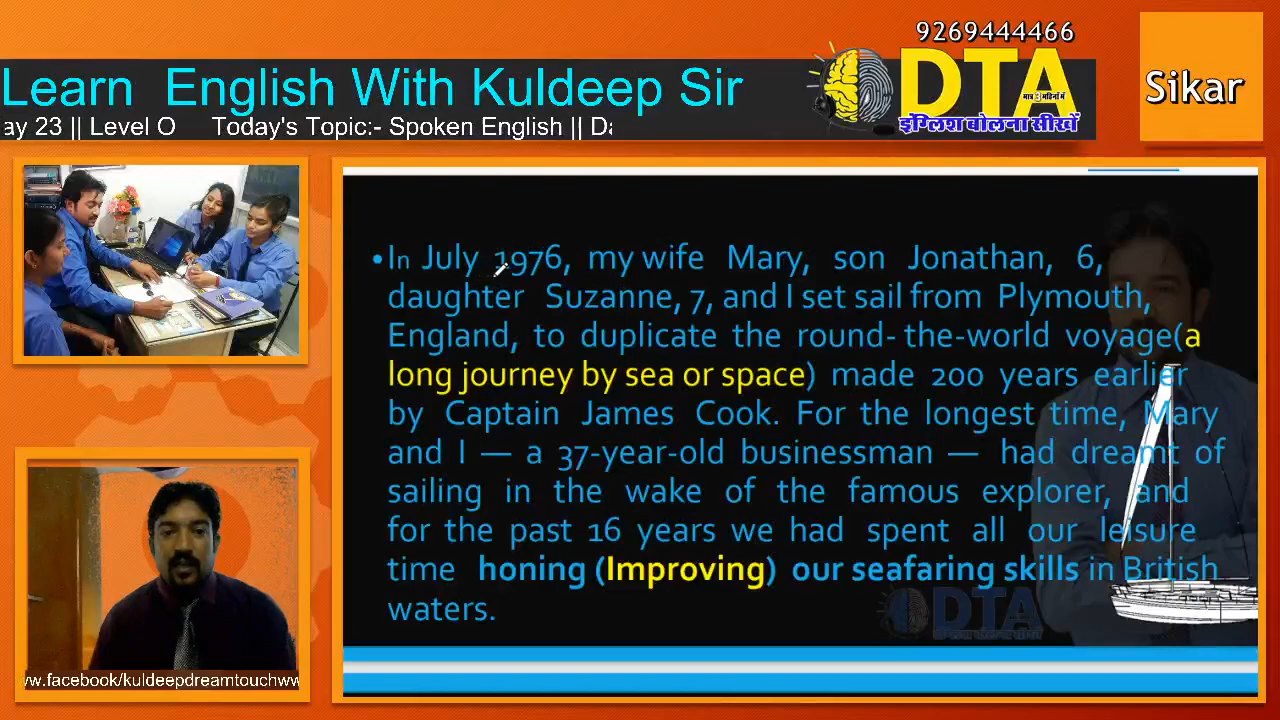 9269444466
Learn English With Kuldeep Sir
DTA
इंग्लिश बोलना सीखें
Sikar
ay 23 || Level O Today's Topic:- Spoken English || Da
• In July 1976, my wife Mary, son Jonathan, 6,
daughter Suzanne, 7, and I set sail from Plymouth,
England, to duplicate the round- the-world voyage(a
long journey by sea or space) made 200 years earlier
by Captain James Cook. For the longest time, Mary
and I — a 37-year-old businessman — had dreamt of
sailing in the wake of the famous explorer, and
for the past 16 years we had spent all our leisure
time honing (Improving) our seafaring skills in British
waters.
DTA
ww.facebook/kuldeepdreamtouchww